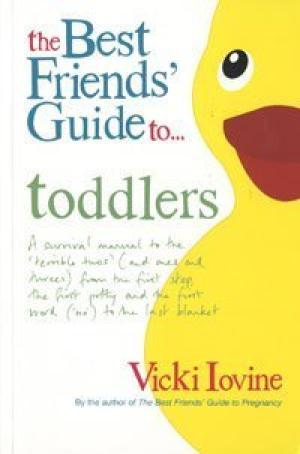 the Best
Friends'
Guide to...
toddlers
A survival manual to the
'terrible twos' (and ones and
threes) from the first step,
the first potty and the first
word ('no') to the last blanket
Vicki Iovine
By the author of The Best Friends' Guide to Pregnancy